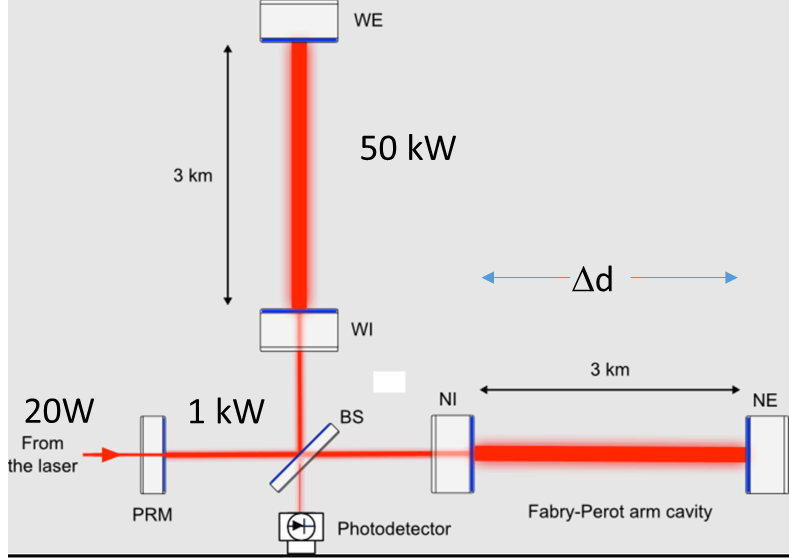 WE
50 kW
3 km
Δd
WI
3 km
20W
1 kW
BS
NI
NE
From
the laser
PRM
Photodetector
Fabry-Perot arm cavity